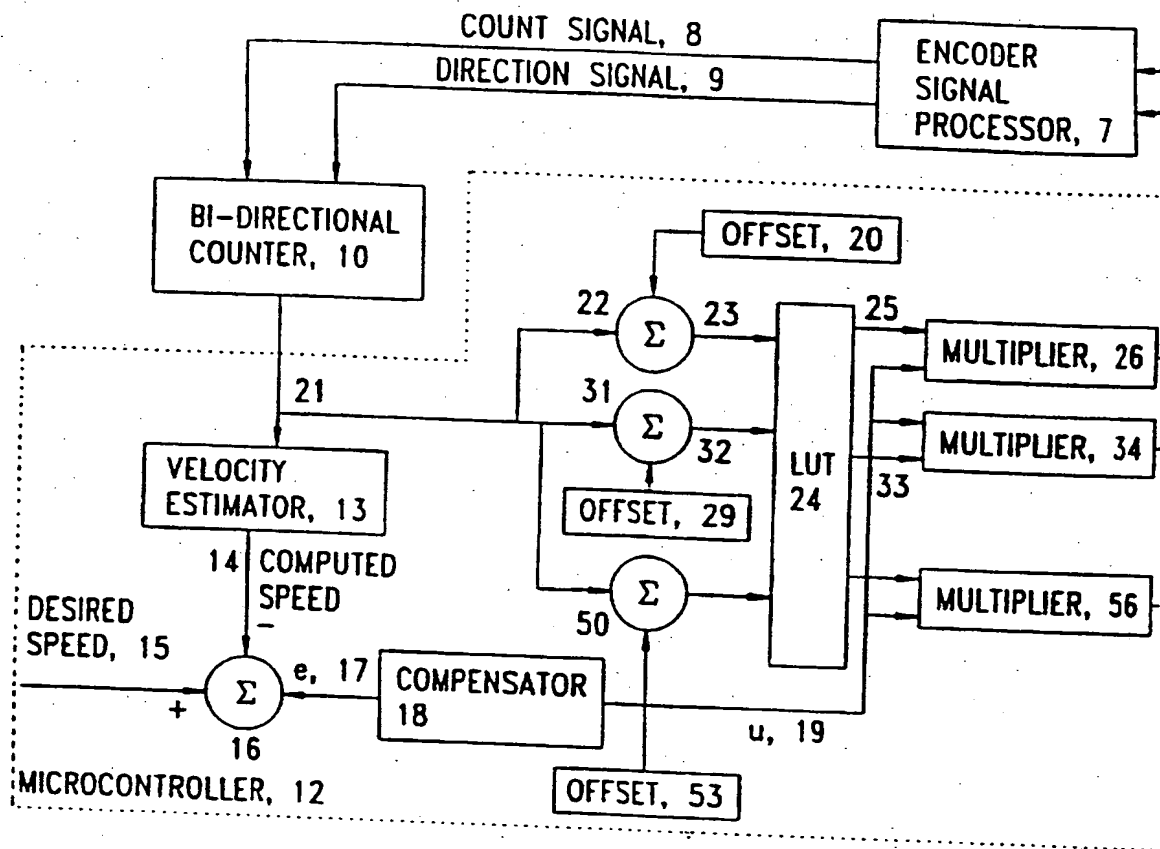 COUNT SIGNAL, 8
DIRECTION SIGNAL, 9
ENCODER
SIGNAL
PROCESSOR, 7
BI-DIRECTIONAL
COUNTER, 10
OFFSET, 20
22
Σ
23
25
MULTIPLIER, 26
21
31
Σ
32
MULTIPLIER, 34
LUT
24
33
VELOCITY
ESTIMATOR, 13
OFFSET, 29
14
COMPUTED
SPEED
−
50
Σ
MULTIPLIER, 56
DESIRED
SPEED, 15
+
Σ
16
e, 17
COMPENSATOR
18
u, 19
MICROCONTROLLER, 12
OFFSET, 53